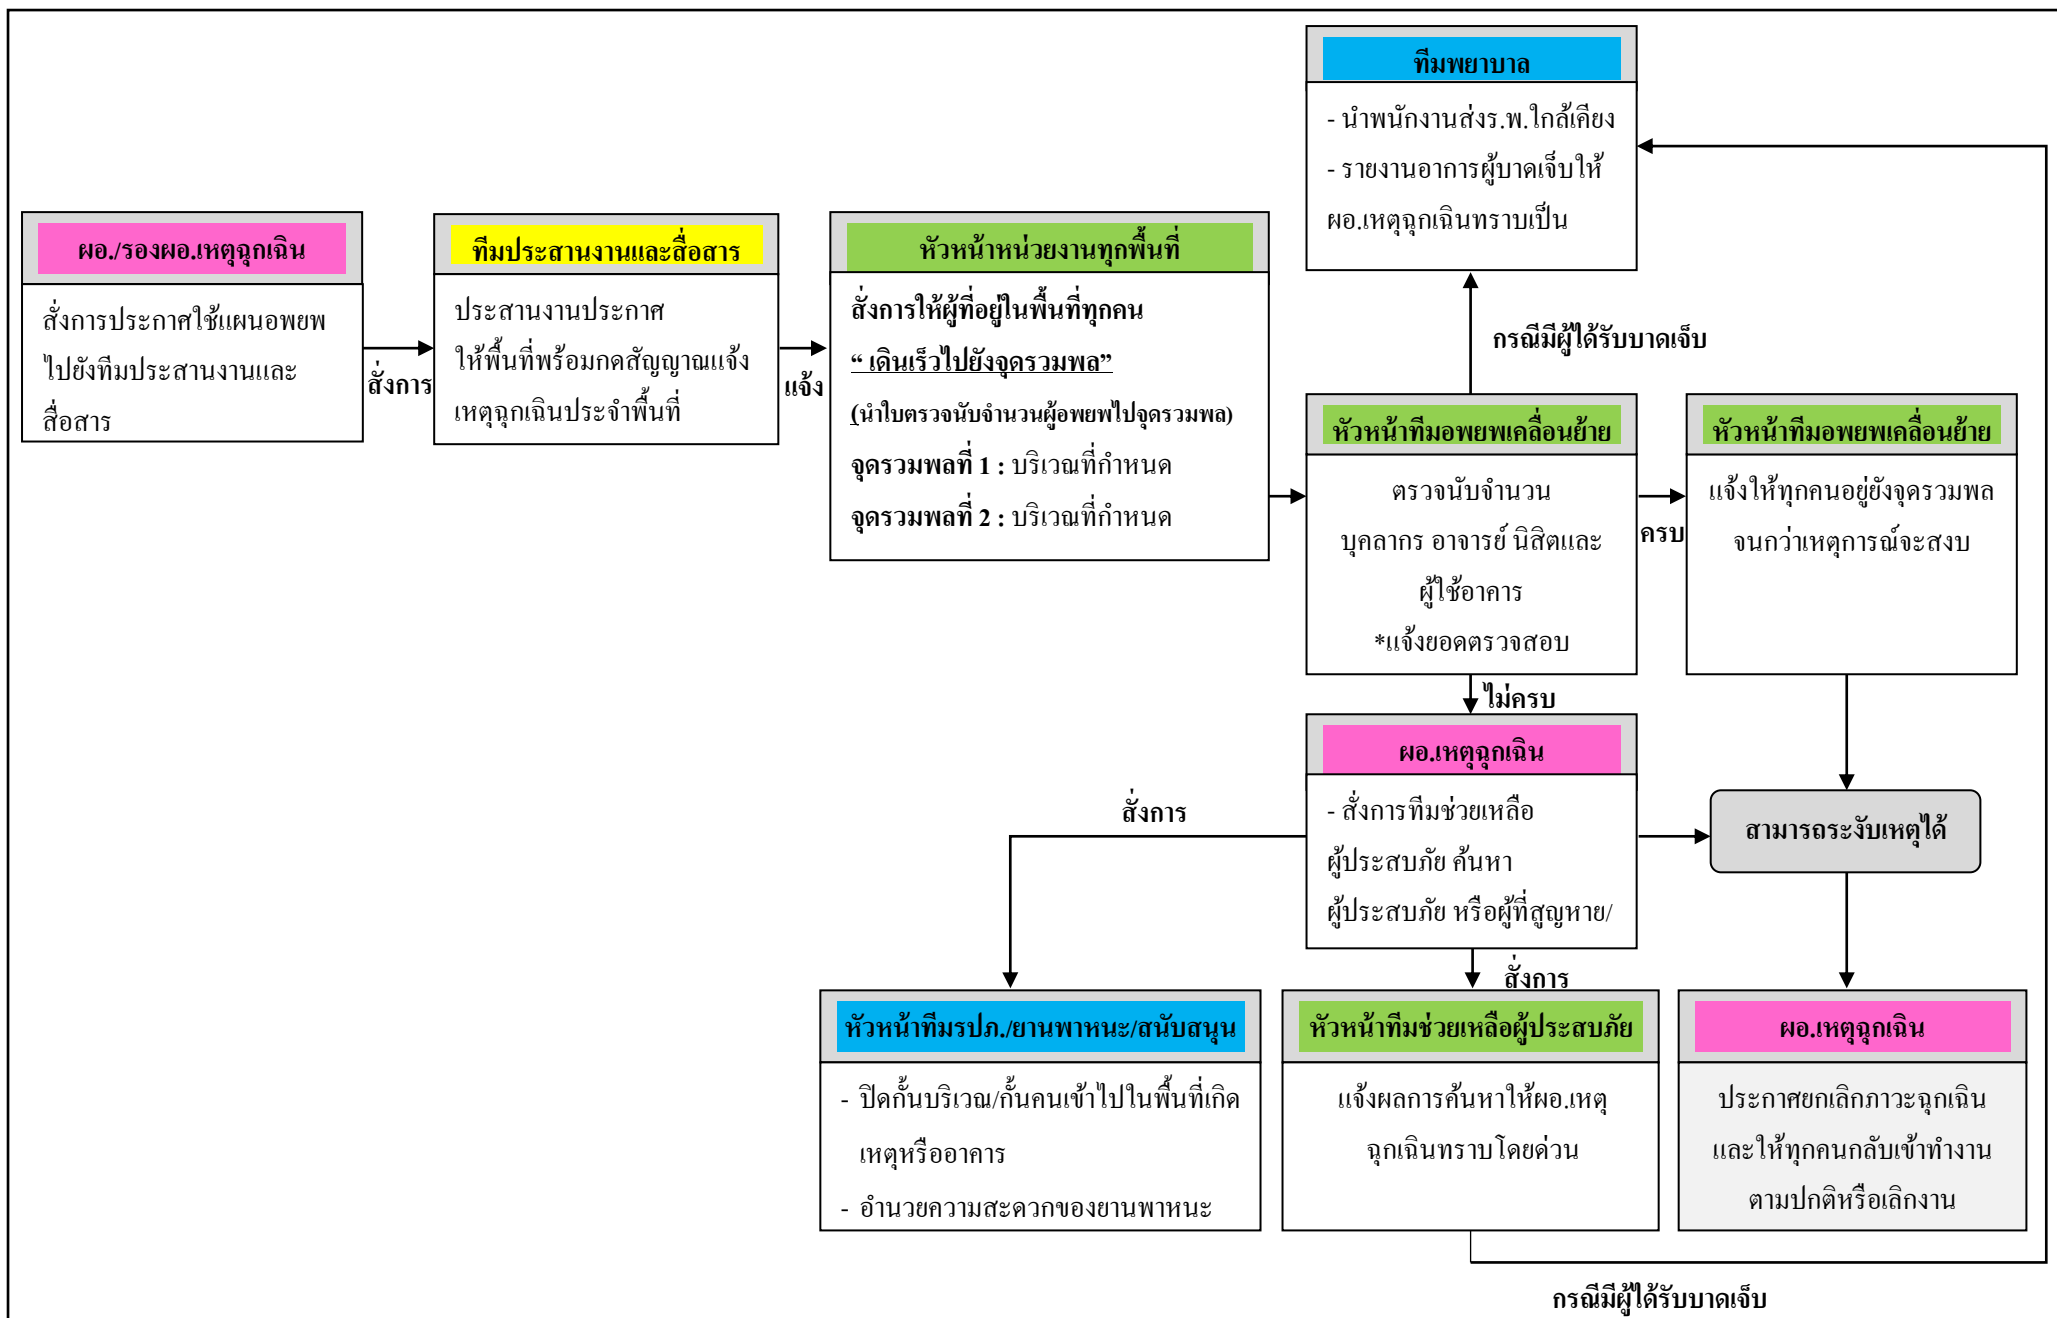 ทีมพยาบาล
- นำพนักงานส่งร.พ.ใกล้เคียง
- รายงานอาการผู้บาดเจ็บให้
ผอ.เหตุฉุกเฉินทราบเป็น
ผอ./รองผอ.เหตุฉุกเฉิน
สั่งการประกาศใช้แผนอพยพ
ไปยังทีมประสานงานและ
สื่อสาร
สั่งการ
ทีมประสานงานและสื่อสาร
ประสานงานประกาศ
ให้พื้นที่พร้อมกดสัญญาณแจ้ง
เหตุฉุกเฉินประจำพื้นที่
แจ้ง
หัวหน้าหน่วยงานทุกพื้นที่
สั่งการให้ผู้ที่อยู่ในพื้นที่ทุกคน
“ เดินเร็วไปยังจุดรวมพล”
(นำใบตรวจนับจำนวนผู้อพยพไปจุดรวมพล)
จุดรวมพลที่ 1 : บริเวณที่กำหนด
จุดรวมพลที่ 2 : บริเวณที่กำหนด
กรณีมีผู้ได้รับบาดเจ็บ
หัวหน้าทีมอพยพเคลื่อนย้าย
ตรวจนับจำนวน
บุคลากร อาจารย์ นิสิตและ
ผู้ใช้อาคาร
*แจ้งยอดตรวจสอบ
ครบ
หัวหน้าทีมอพยพเคลื่อนย้าย
แจ้งให้ทุกคนอยู่ยังจุดรวมพล
จนกว่าเหตุการณ์จะสงบ
ไม่ครบ
ผอ.เหตุฉุกเฉิน
- สั่งการทีมช่วยเหลือ
ผู้ประสบภัย ค้นหา
ผู้ประสบภัย หรือผู้ที่สูญหาย/
สั่งการ
สามารถระงับเหตุได้
สั่งการ
หัวหน้าทีมรปภ./ยานพาหนะ/สนับสนุน
- ปิดกั้นบริเวณ/กั้นคนเข้าไปในพื้นที่เกิด
เหตุหรืออาคาร
- อำนวยความสะดวกของยานพาหนะ
หัวหน้าทีมช่วยเหลือผู้ประสบภัย
แจ้งผลการค้นหาให้ผอ.เหตุ
ฉุกเฉินทราบโดยด่วน
ผอ.เหตุฉุกเฉิน
ประกาศยกเลิกภาวะฉุกเฉิน
และให้ทุกคนกลับเข้าทำงาน
ตามปกติหรือเลิกงาน
กรณีมีผู้ได้รับบาดเจ็บ